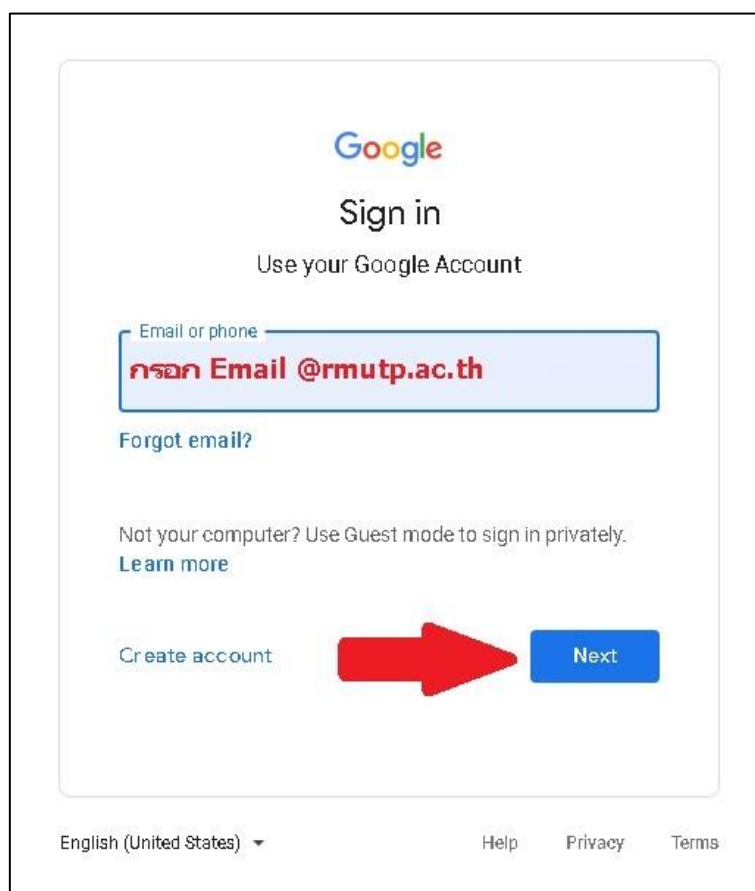 Google
Sign in
Use your Google Account
Email or phone
กรอก Email @rmutp.ac.th
Forgot email?
Not your computer? Use Guest mode to sign in privately.
Learn more
Create account
Next
English (United States)
Help Privacy Terms